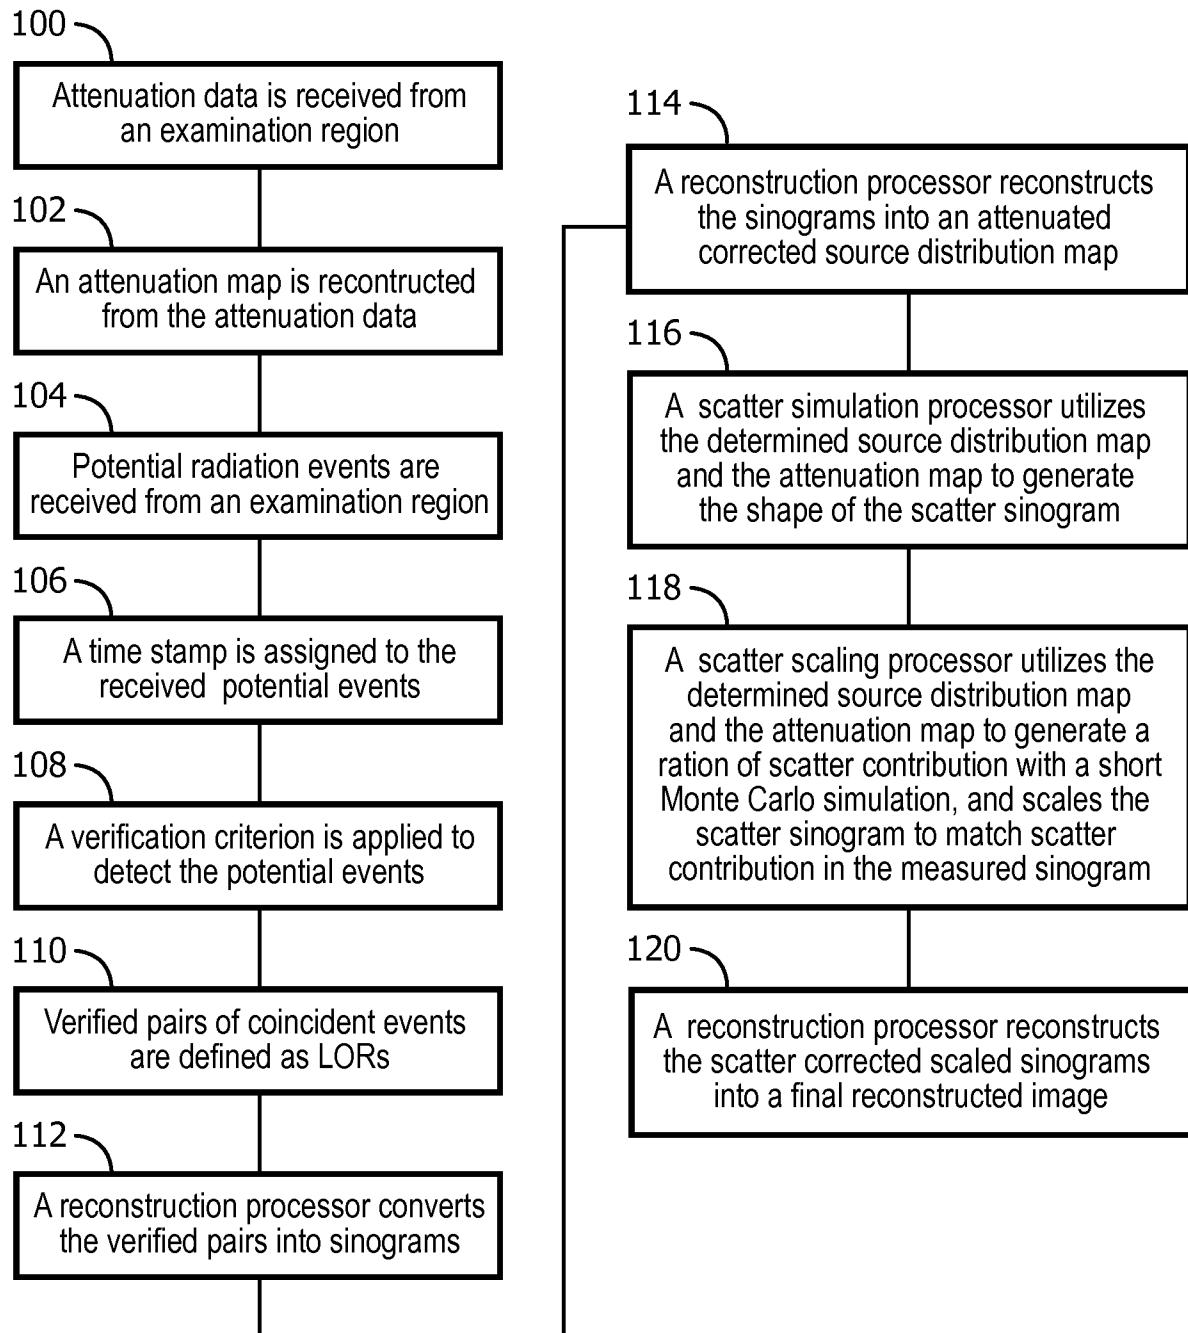 100
Attenuation data is received from
an examination region
102
An attenuation map is recontructed
from the attenuation data
104
Potential radiation events are
received from an examination region
106
A time stamp is assigned to the
received potential events
108
A verification criterion is applied to
detect the potential events
110
Verified pairs of coincident events
are defined as LORs
112
A reconstruction processor converts
the verified pairs into sinograms
114
A reconstruction processor reconstructs
the sinograms into an attenuated
corrected source distribution map
116
A scatter simulation processor utilizes
the determined source distribution map
and the attenuation map to generate
the shape of the scatter sinogram
118
A scatter scaling processor utilizes the
determined source distribution map
and the attenuation map to generate a
ration of scatter contribution with a short
Monte Carlo simulation, and scales the
scatter sinogram to match scatter
contribution in the measured sinogram
120
A reconstruction processor reconstructs
the scatter corrected scaled sinograms
into a final reconstructed image